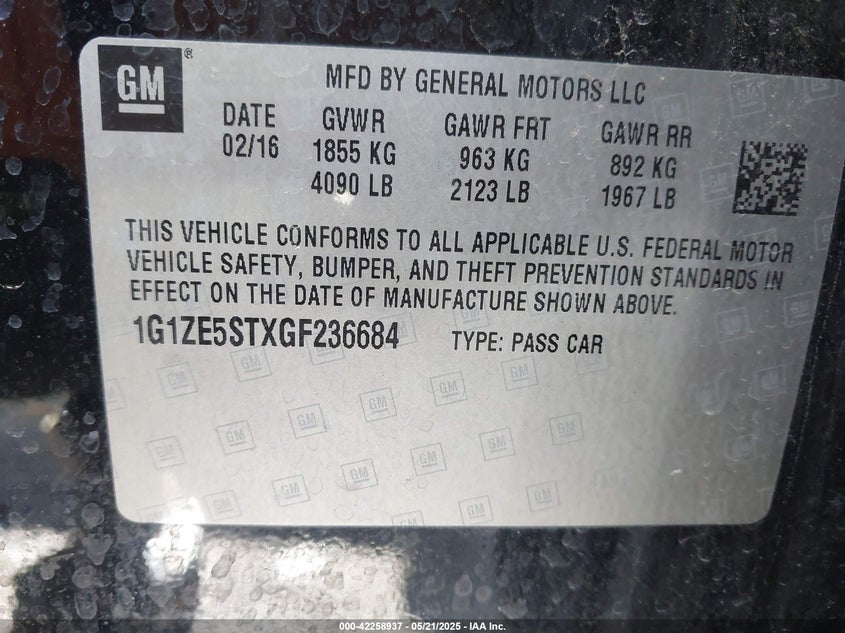 GM ® MFD BY GENERAL MOTORS LLC
DATE GVWR GAWR FRT GAWR RR
02/16 1855 KG 963 KG 892 KG
4090 LB 2123 LB 1967 LB
THIS VEHICLE CONFORMS TO ALL APPLICABLE U.S. FEDERAL MOTOR
VEHICLE SAFETY, BUMPER, AND THEFT PREVENTION STANDARDS IN
EFFECT ON THE DATE OF MANUFACTURE SHOWN ABOVE.
1G1ZE5STXGF236684 TYPE: PASS CAR
000-42258937 - 05/21/2025 - IAA Inc.